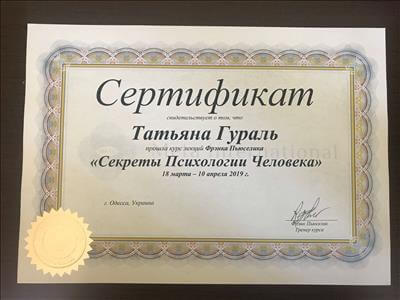 Сертификат
свидетельствует о том, что
Татьяна Гураль
прошла курс лекций Фрэнка Пьюселика
«Секреты Психологии Человека»
18 марта – 10 апреля 2019 г.
г. Одесса, Украина
Фрэнк Пьюселик
Тренер курса